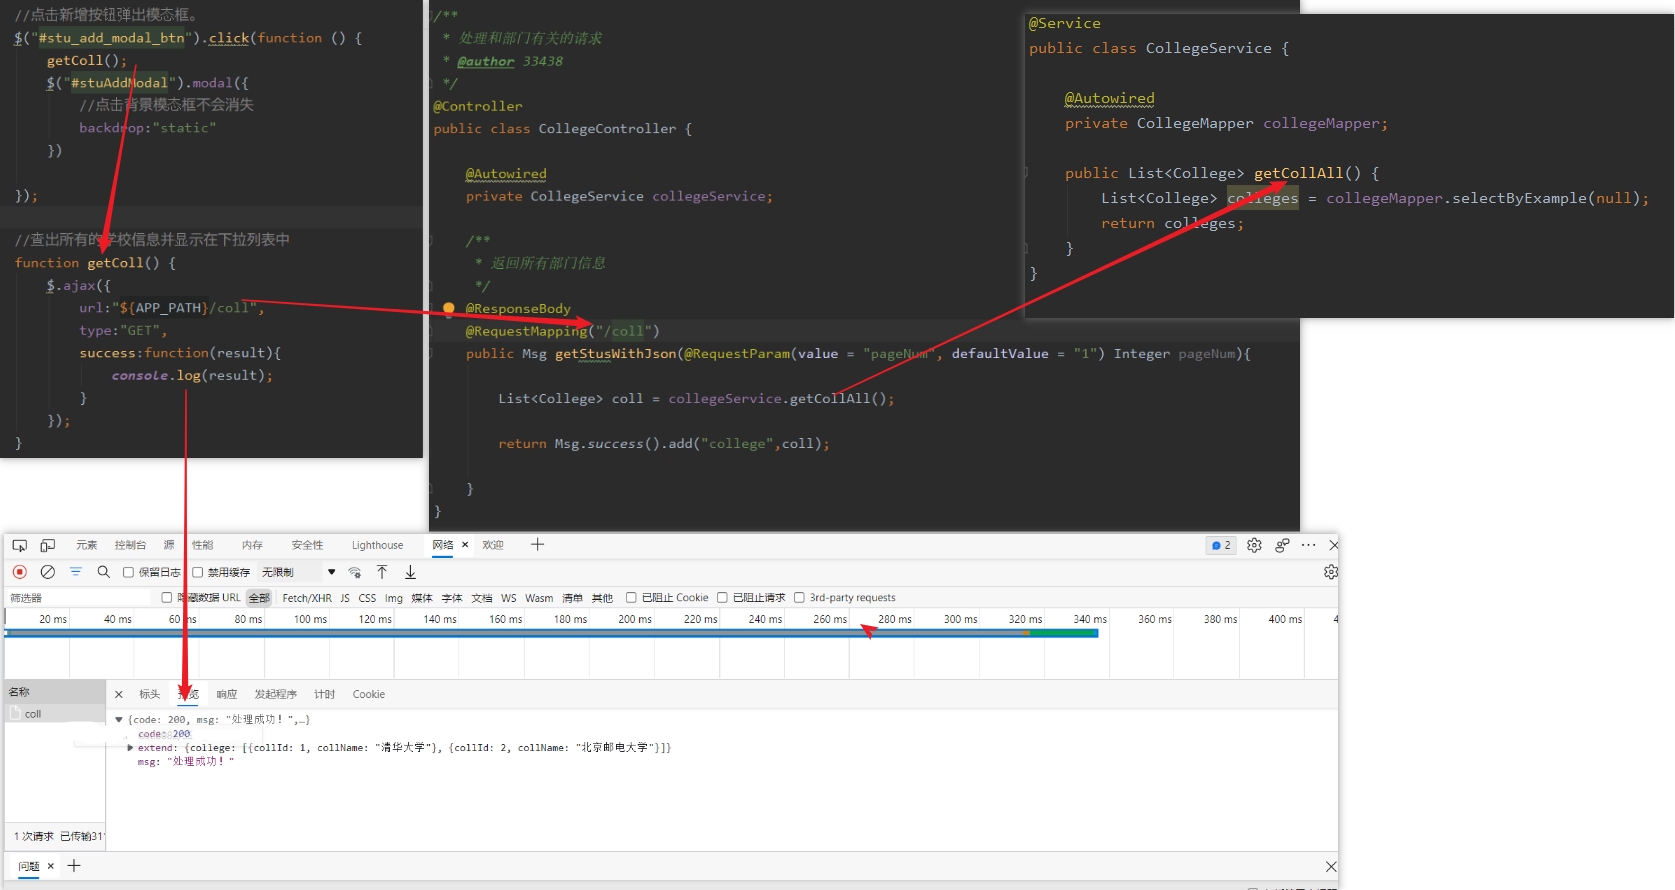 //点击新增按钮弹出模态框。
$("#stu_add_modal_btn").click(function () {
getColl();
$("#stuAddModal").modal({
//点击背景模态框不会消失
backdrop:"static"
})
});
//查出所有的学校信息并显示在下拉列表中
function getColl() {
$.ajax({
url:"${APP_PATH}/coll",
type:"GET",
success:function(result){
console.log(result);
}
});
}
/**
* 处理和部门有关的请求
* @author 33438
*/
@Controller
public class CollegeController {
@Autowired
private CollegeService collegeService;
/**
* 返回所有部门信息
*/
@ResponseBody
@RequestMapping("/coll")
public Msg getStusWithJson(@RequestParam(value = "pageNum", defaultValue = "1") Integer pageNum){
List<College> coll = collegeService.getCollAll();
return Msg.success().add("college",coll);
}
}
@Service
public class CollegeService {
@Autowired
private CollegeMapper collegeMapper;
public List<College> getCollAll() {
List<College> colleges = collegeMapper.selectByExample(null);
return colleges;
}
}
元素 控制台 源 性能 内存 安全性 Lighthouse 网络 × 欢迎 + 2
保留日志 禁用缓存 无限制
筛选器 隐藏数据 URL 全部 Fetch/XHR JS CSS Img 媒体 字体 文档 WS Wasm 清单 其他 已阻止 Cookie 已阻止请求 3rd-party requests
20 ms 40 ms 60 ms 80 ms 100 ms 120 ms 140 ms 160 ms 180 ms 200 ms 220 ms 240 ms 260 ms 280 ms 300 ms 320 ms 340 ms 360 ms 380 ms 400 ms 4
名称 × 标头 预览 响应 发起程序 计时 Cookie
coll
{code: 200, msg: "处理成功！",…}
code: 200
extend: {college: [{collId: 1, collName: "清华大学"}, {collId: 2, collName: "北京邮电大学"}]}
msg: "处理成功！"
1 次请求 已传输31
问题 × +